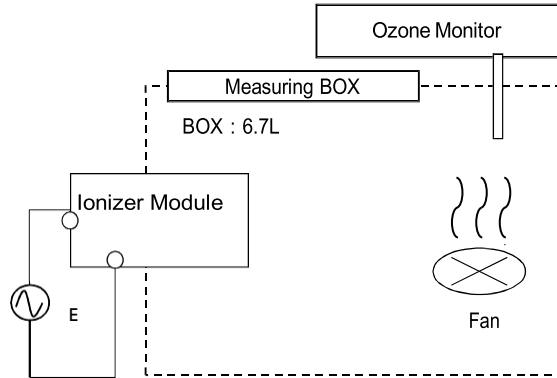 Ozone Monitor
Measuring BOX
BOX : 6.7L
Ionizer Module
E
Fan